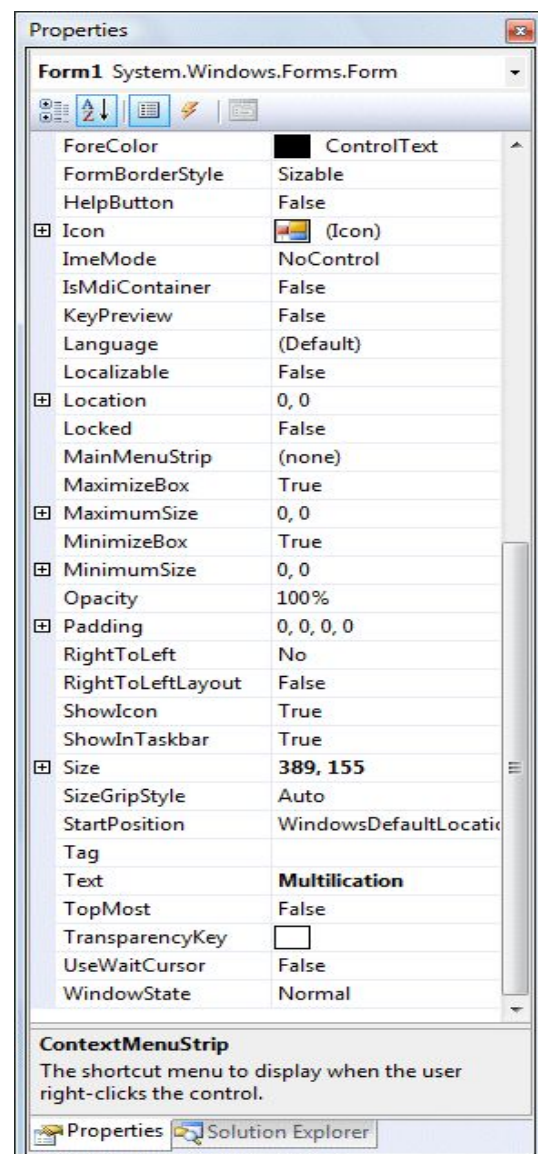 Properties
Form1 System.Windows.Forms.Form
ForeColor ControlText
FormBorderStyle Sizable
HelpButton False
Icon (Icon)
ImeMode NoControl
IsMdiContainer False
KeyPreview False
Language (Default)
Localizable False
Location 0, 0
Locked False
MainMenuStrip (none)
MaximizeBox True
MaximumSize 0, 0
MinimizeBox True
MinimumSize 0, 0
Opacity 100%
Padding 0, 0, 0, 0
RightToLeft No
RightToLeftLayout False
ShowIcon True
ShowInTaskbar True
Size 389, 155
SizeGripStyle Auto
StartPosition WindowsDefaultLocatio
Tag
Text Multilication
TopMost False
TransparencyKey
UseWaitCursor False
WindowState Normal
ContextMenuStrip
The shortcut menu to display when the user
right-clicks the control.
Properties Solution Explorer